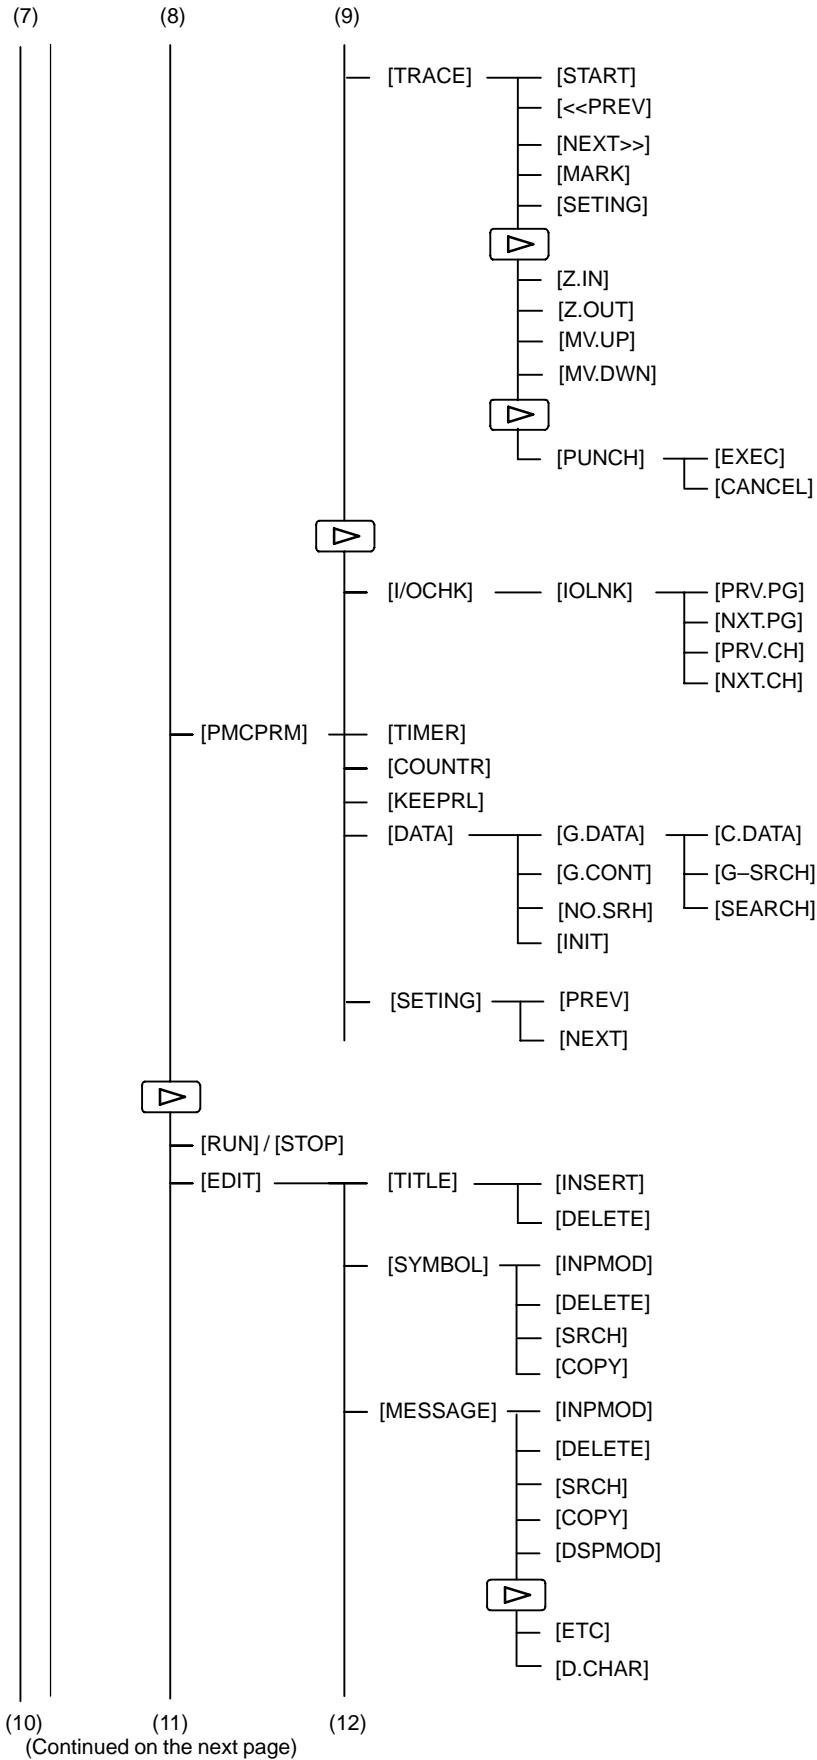 (7) (8) (9)
[TRACE] [START]
[<<PREV]
[NEXT>>]
[MARK]
[SETING]
[Z.IN]
[Z.OUT]
[MV.UP]
[MV.DWN]
[PUNCH] [EXEC]
[CANCEL]
[I/OCHK] [IOLNK] [PRV.PG]
[NXT.PG]
[PRV.CH]
[NXT.CH]
[PMCPRM] [TIMER]
[COUNTR]
[KEEPRL]
[DATA] [G.DATA] [C.DATA]
[G.CONT] [G–SRCH]
[NO.SRH] [SEARCH]
[INIT]
[SETING] [PREV]
[NEXT]
[RUN] / [STOP]
[EDIT] [TITLE] [INSERT]
[DELETE]
[SYMBOL] [INPMOD]
[DELETE]
[SRCH]
[COPY]
[MESSAGE] [INPMOD]
[DELETE]
[SRCH]
[COPY]
[DSPMOD]
[ETC]
[D.CHAR]
(10) (11) (12)
(Continued on the next page)